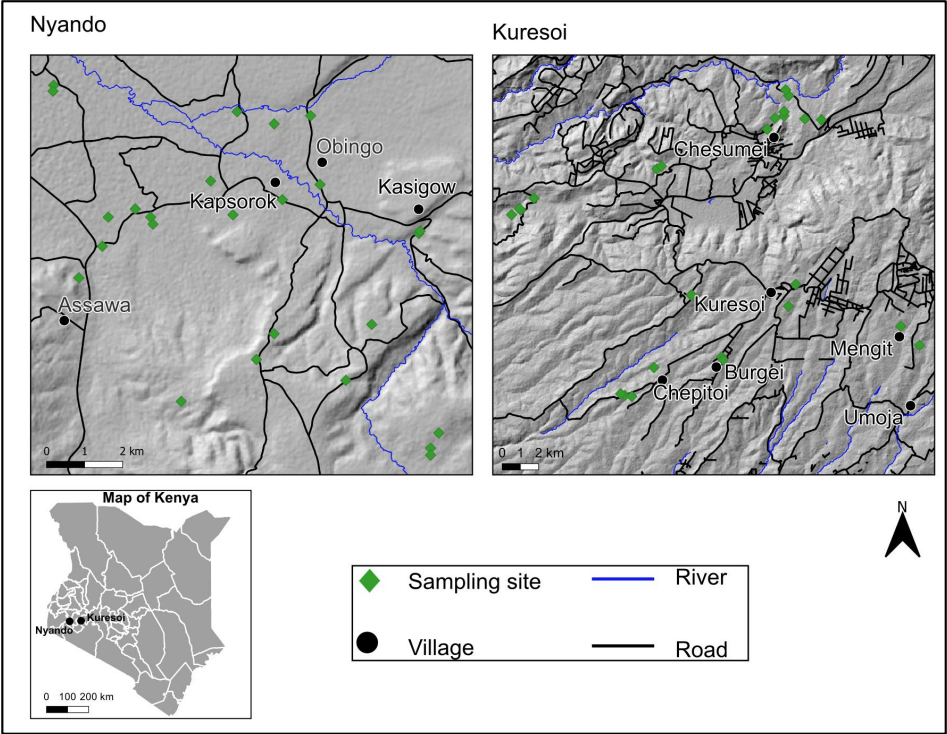 Nyando
Kuresoi
Obingo
Kasigow
Kapsorok
Assawa
0 1 2 km
Chesumei
Kuresoi
Mengit
Burgei
Chepitoi
Umoja
0 1 2 km
Map of Kenya
Kuresoi
Nyando
0 100 200 km
N
Sampling site
River
Village
Road